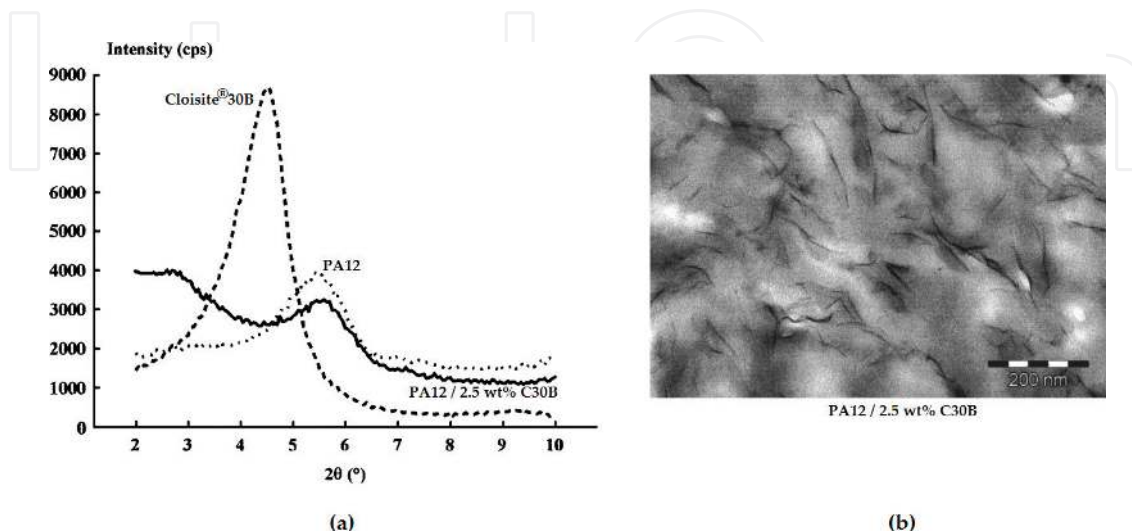 Intensity (cps)
9000
8000
7000
6000
5000
4000
3000
2000
1000
0
Cloisite®30B
PA12
PA12 / 2.5 wt% C30B
2 3 4 5 6 7 8 9 10
2θ (°)
(a)
200 nm
PA12 / 2.5 wt% C30B
(b)